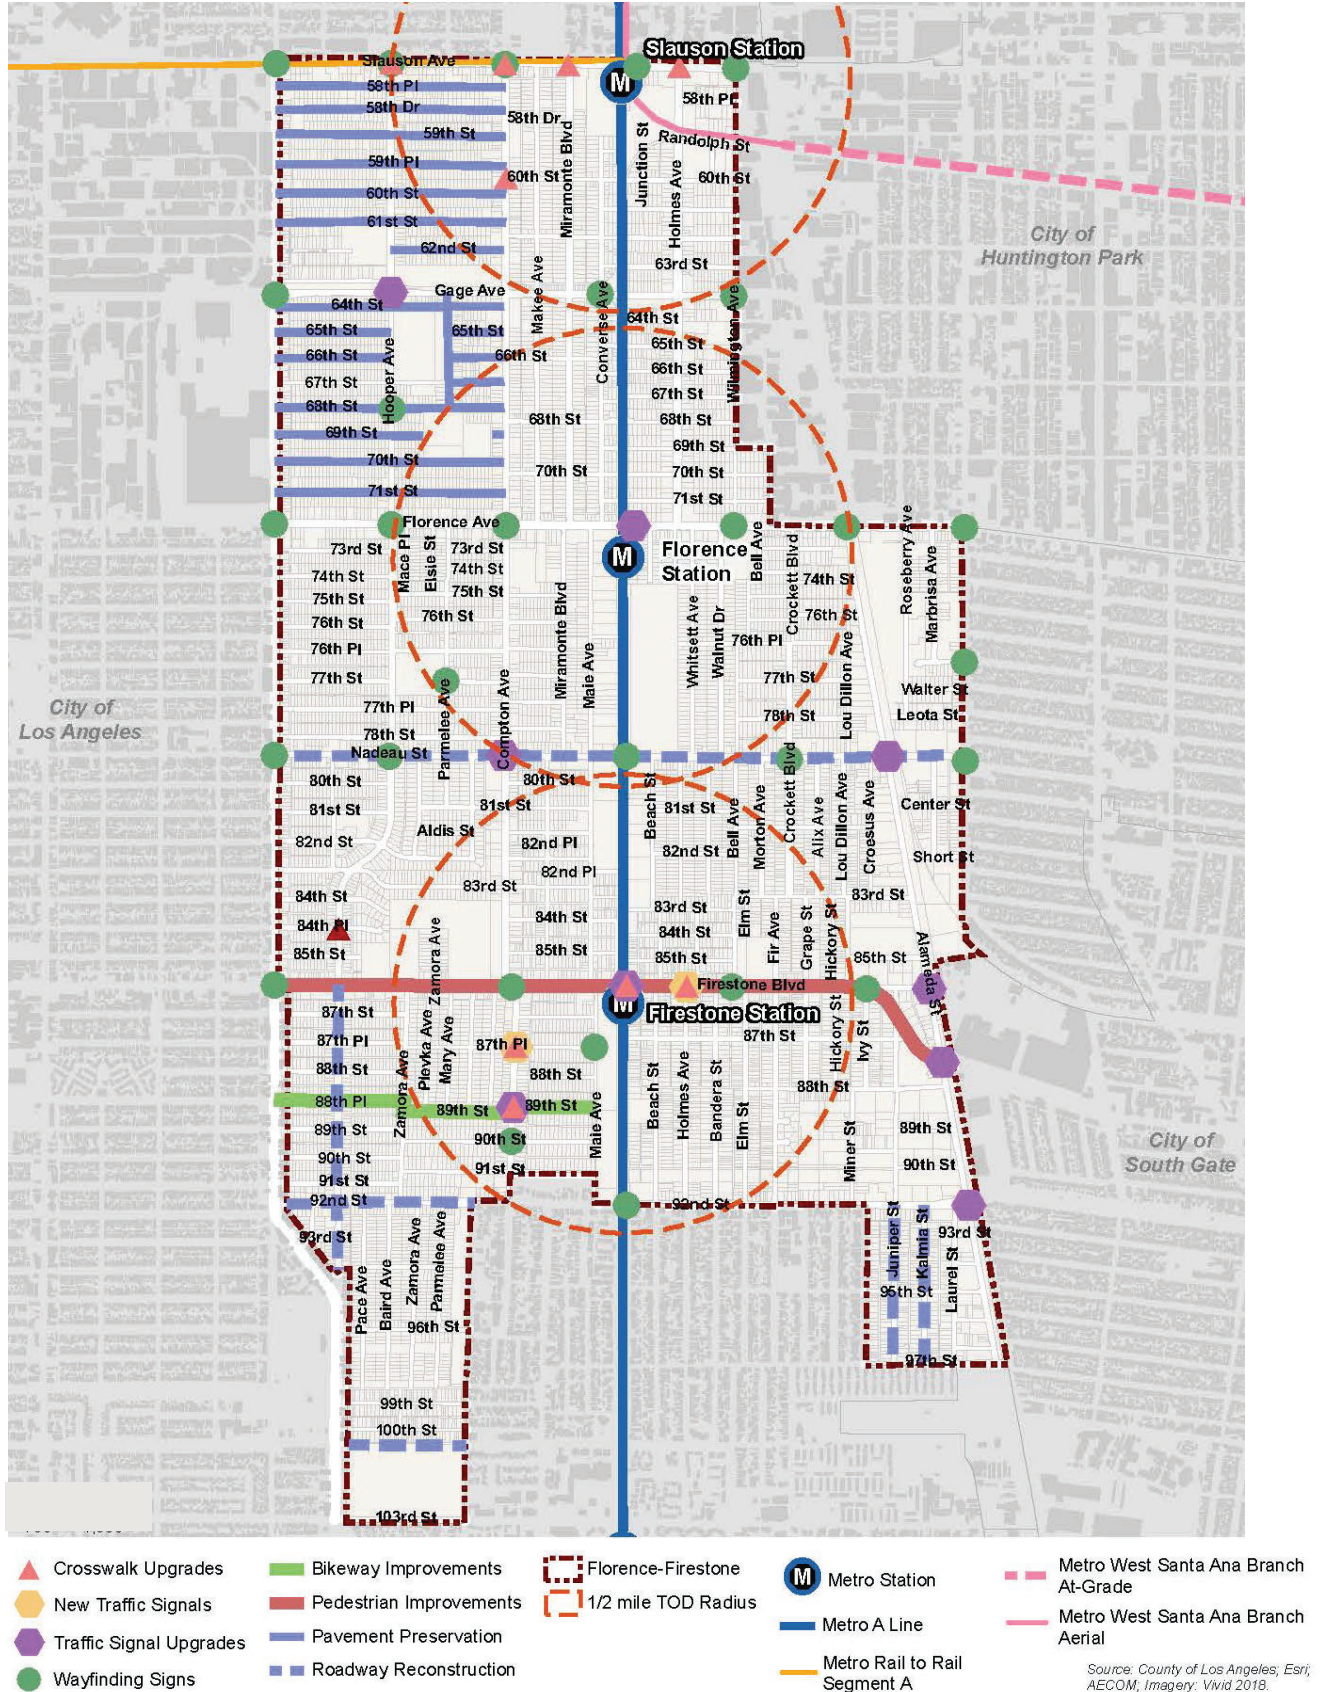 Slauson Station
Slauson Ave
58th Pl
58th Dr
59th St
59th Pl
60th St
61st St
62nd St
58th Dr
60th St
Miramonte Blvd
Junction St
Holmes Ave
58th Pl
Randolph St
60th St
63rd St
City of
Huntington Park
Gage Ave
64th St
65th St
65th St
66th St
66th St
67th St
68th St
69th St
70th St
71st St
Hooper Ave
Makee Ave
Converse Ave
Wilmington Ave
64th St
65th St
66th St
67th St
68th St
68th St
69th St
70th St
70th St
71st St
Florence Ave
M
Florence
Station
73rd St
74th St
75th St
76th St
76th Pl
77th St
77th Pl
78th St
Mace Pl
Elsie St
73rd St
74th St
75th St
76th St
Parmelee Ave
Compton Ave
Miramonte Blvd
Maie Ave
Whitsett Ave
Walnut Dr
Bell Ave
Crockett Blvd
74th St
76th St
76th Pl
77th St
78th St
Lou Dillon Ave
Roseberry Ave
Marbrisa Ave
Walter St
Leota St
City of
Los Angeles
Nadeau St
80th St
81st St
82nd St
84th St
84th Pl
85th St
Aldis St
80th St
81st St
82nd Pl
82nd Pl
83rd St
84th St
85th St
Beach St
81st St
82nd St
83rd St
84th St
85th St
Bell Ave
Morton Ave
Crockett Blvd
Alix Ave
Lou Dillon Ave
Croesus Ave
Center St
Short St
83rd St
85th St
Elm St
Fir Ave
Grape St
Hickory St
Alameda St
Zamora Ave
Firestone Blvd
M
Firestone Station
87th St
87th Pl
88th St
88th Pl
89th St
90th St
91st St
92nd St
93rd St
Zamora Ave
Plevka Ave
Mary Ave
87th Pl
88th St
89th St
89th St
90th St
91st St
Maie Ave
Beach St
Holmes Ave
Bandera St
Elm St
87th St
88th St
Hickory St
Ivy St
Miner St
89th St
90th St
92nd St
93rd St
City of
South Gate
Juniper St
Kalmia St
Laurel St
95th St
97th St
Pace Ave
Baird Ave
Zamora Ave
Parmelee Ave
96th St
99th St
100th St
103rd St
M
Crosswalk Upgrades
New Traffic Signals
Traffic Signal Upgrades
Wayfinding Signs
Bikeway Improvements
Pedestrian Improvements
Pavement Preservation
Roadway Reconstruction
Florence-Firestone
1/2 mile TOD Radius
M
Metro Station
Metro A Line
Metro Rail to Rail
Segment A
Metro West Santa Ana Branch
At-Grade
Metro West Santa Ana Branch
Aerial
Source: County of Los Angeles; Esri;
AECOM; Imagery: Vivid 2018.